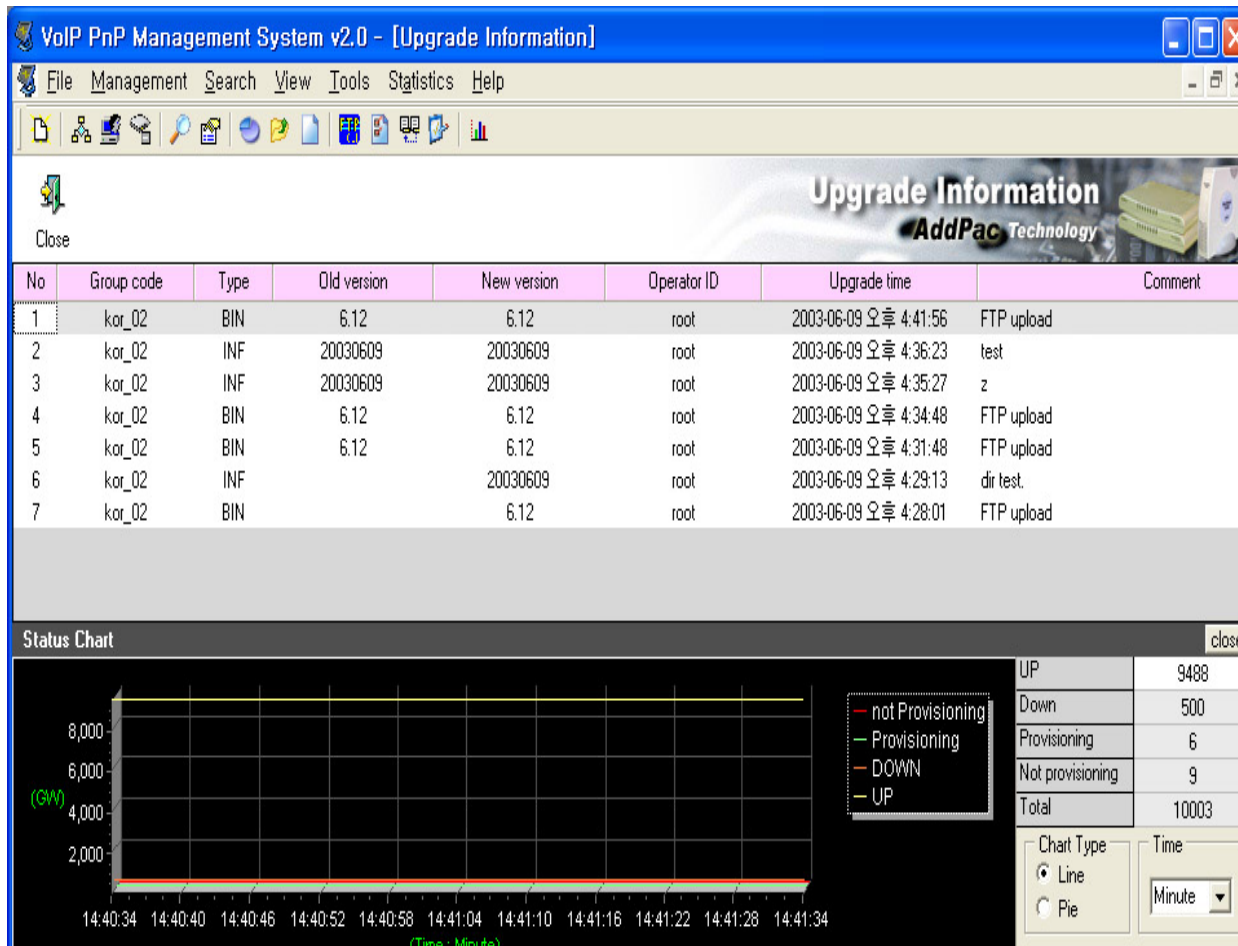 VoIP PnP Management System v2.0 - [Upgrade Information]
File Management Search View Tools Statistics Help
Close
Upgrade Information
AddPac Technology
No Group code Type Old version New version Operator ID Upgrade time Comment
1 kor_02 BIN 6.12 6.12 root 2003-06-09 오후 4:41:56 FTP upload
2 kor_02 INF 20030609 20030609 root 2003-06-09 오후 4:36:23 test
3 kor_02 INF 20030609 20030609 root 2003-06-09 오후 4:35:27 z
4 kor_02 BIN 6.12 6.12 root 2003-06-09 오후 4:34:48 FTP upload
5 kor_02 BIN 6.12 6.12 root 2003-06-09 오후 4:31:48 FTP upload
6 kor_02 INF 20030609 root 2003-06-09 오후 4:29:13 dir test.
7 kor_02 BIN 6.12 root 2003-06-09 오후 4:28:01 FTP upload
Status Chart close
8,000
6,000
(GW)
4,000
2,000
14:40:34 14:40:40 14:40:46 14:40:52 14:40:58 14:41:04 14:41:10 14:41:16 14:41:22 14:41:28 14:41:34
(Time : Minute)
not Provisioning
Provisioning
DOWN
UP
UP 9488
Down 500
Provisioning 6
Not provisioning 9
Total 10003
Chart Type
Line
Pie
Time
Minute